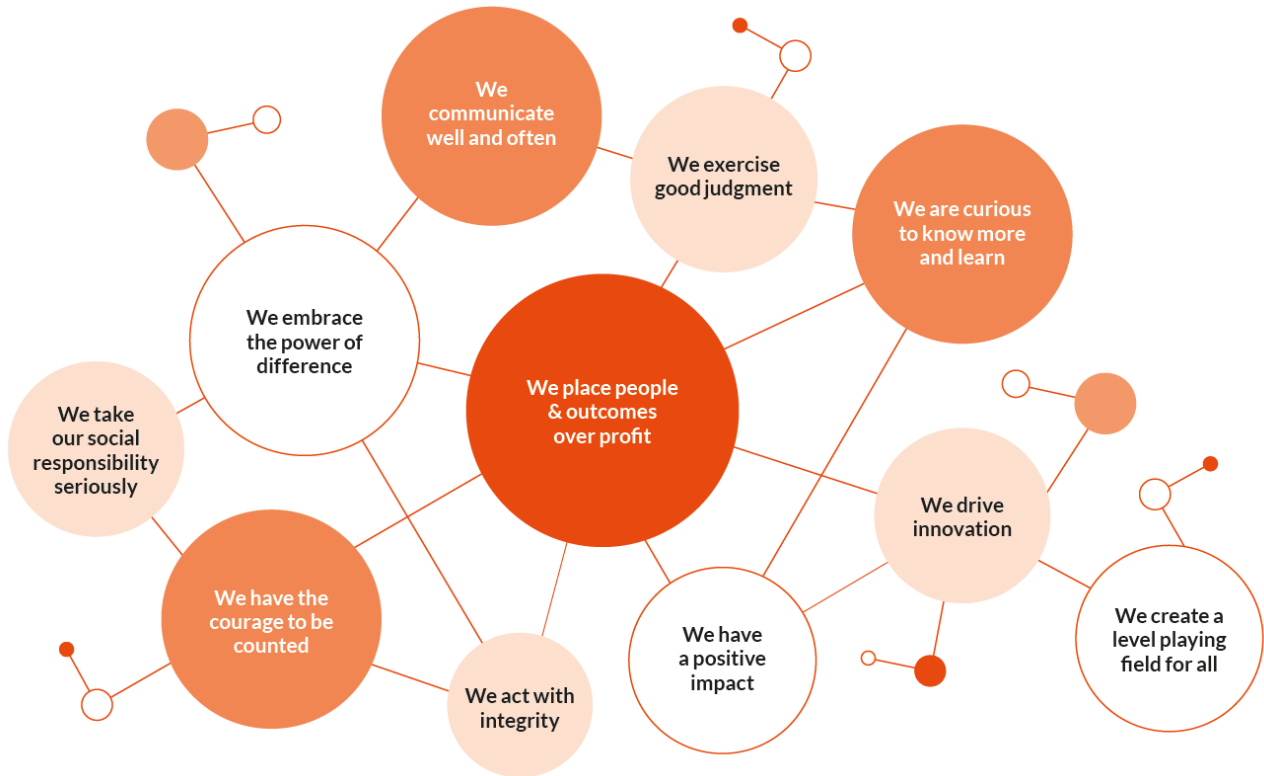 We
communicate
well and often
We exercise
good judgment
We are curious
to know more
and learn
We embrace
the power of
difference
We place people
& outcomes
over profit
We take
our social
responsibility
seriously
We drive
innovation
We have the
courage to be
counted
We have
a positive
impact
We create a
level playing
field for all
We act with
integrity